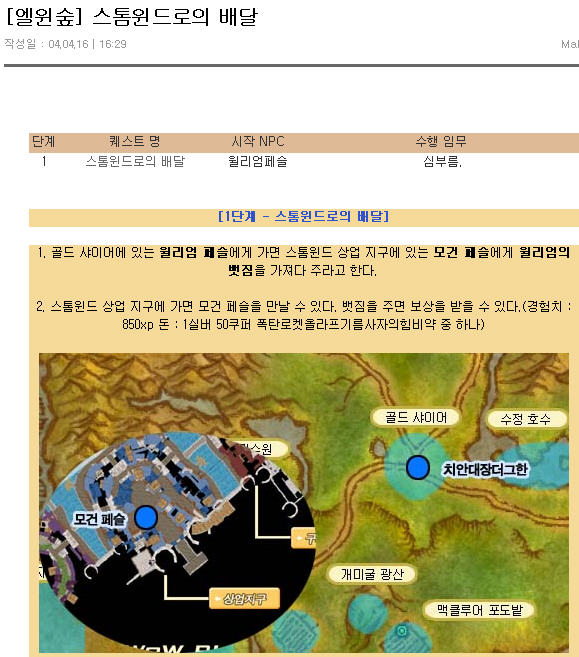 [엘윈숲] 스톰윈드로의 배달
작성일 : 04,04,16 | 16:29
단계 퀘스트 명 시작 NPC 수행 임무
1 스톰윈드로의 배달 윌리엄페슬 심부름,
[1단계 - 스톰윈드로의 배달]
1. 골드 샤이어에 있는 윌리엄 페슬에게 가면 스톰윈드 상업 지구에 있는 모건 페슬에게 윌리엄의
봇짐을 가져다 주라고 한다.
2. 스톰윈드 상업 지구에 가면 모건 페슬을 만날 수 있다. 봇짐을 주면 보상을 받을 수 있다.(경험치 :
850xp 돈 : 1실버 50쿠퍼 폭탄로켓올라프기름사자의힘비약 중 하나)
골드 샤이어 수정 호수
스원
치안대장더그한
모건 페슬
구
개미굴 광산
상업지구
맥클루어 포도밭